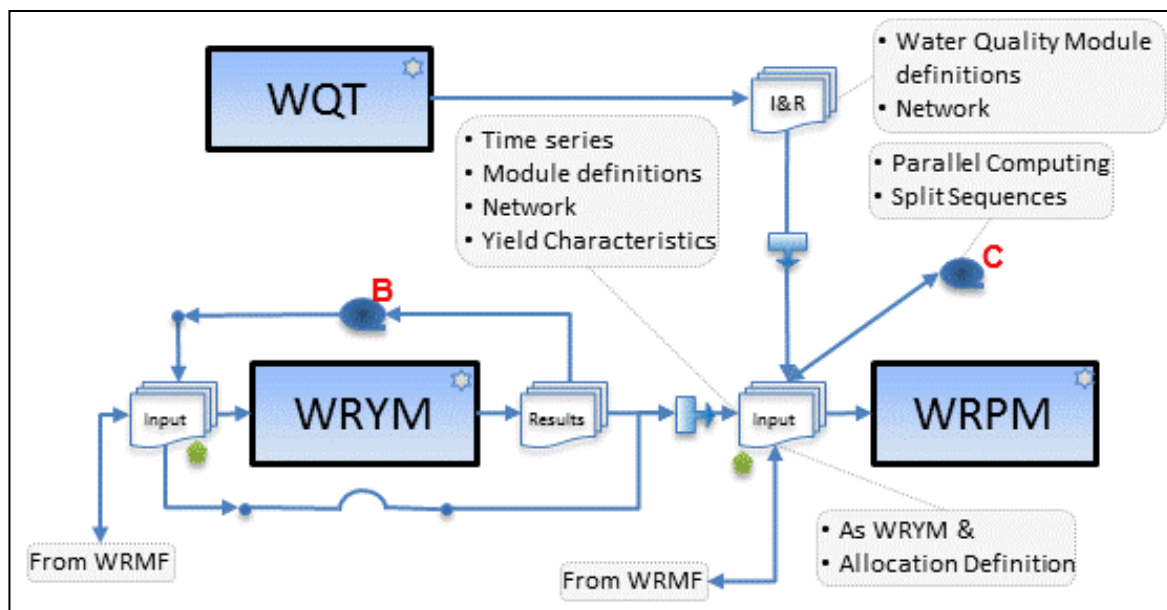 WQT
I&R
• Water Quality Module
definitions
• Network
• Time series
• Module definitions
• Network
• Yield Characteristics
• Parallel Computing
• Split Sequences
B
C
Input
WRYM
Results
Input
WRPM
From WRMF
From WRMF
• As WRYM &
• Allocation Definition